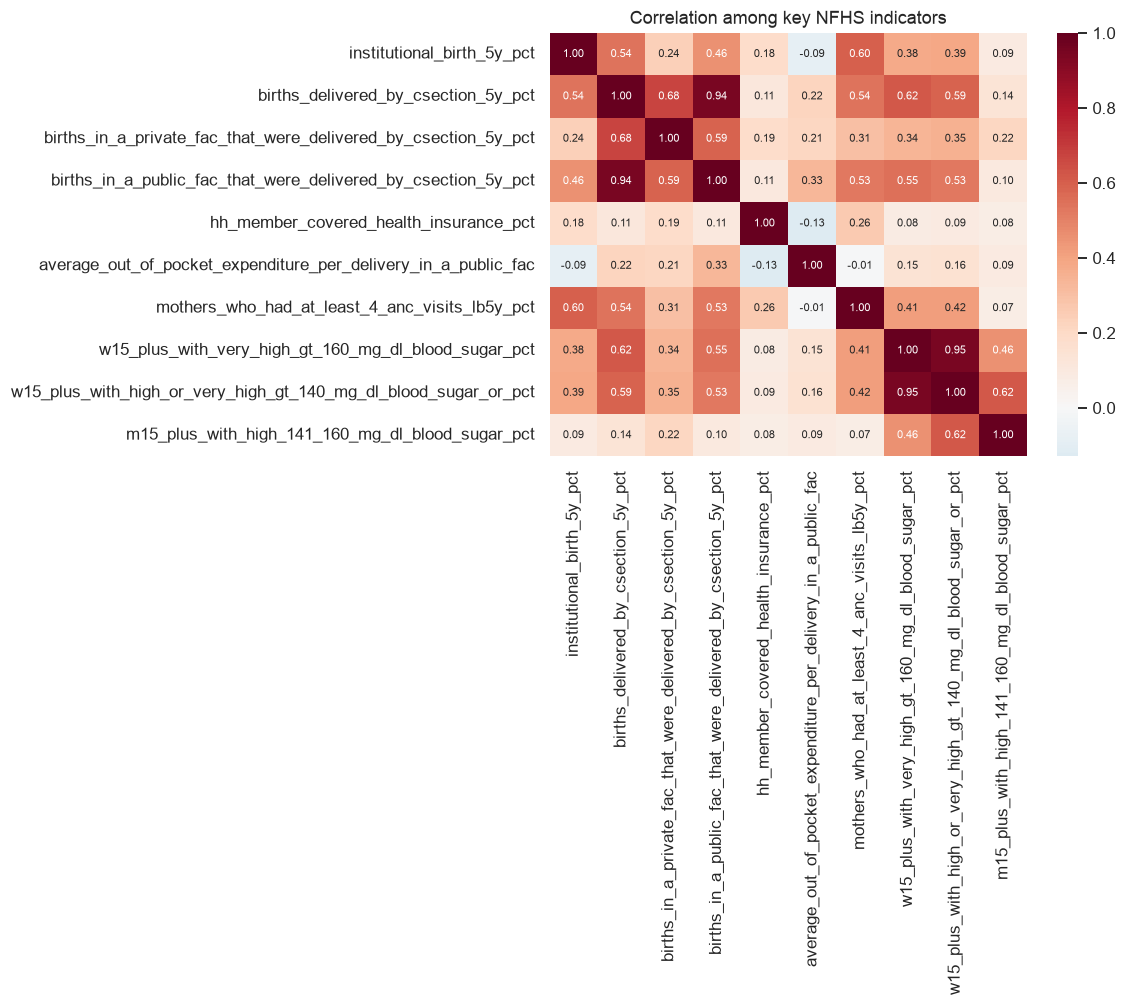 Correlation among key NFHS indicators
institutional_birth_5y_pct
1.00 0.54 0.24 0.46 0.18 -0.09 0.60 0.38 0.39 0.09
births_delivered_by_csection_5y_pct
0.54 1.00 0.68 0.94 0.11 0.22 0.54 0.62 0.59 0.14
births_in_a_private_fac_that_were_delivered_by_csection_5y_pct
0.24 0.68 1.00 0.59 0.19 0.21 0.31 0.34 0.35 0.22
births_in_a_public_fac_that_were_delivered_by_csection_5y_pct
0.46 0.94 0.59 1.00 0.11 0.33 0.53 0.55 0.53 0.10
hh_member_covered_health_insurance_pct
0.18 0.11 0.19 0.11 1.00 -0.13 0.26 0.08 0.09 0.08
average_out_of_pocket_expenditure_per_delivery_in_a_public_fac
-0.09 0.22 0.21 0.33 -0.13 1.00 -0.01 0.15 0.16 0.09
mothers_who_had_at_least_4_anc_visits_lb5y_pct
0.60 0.54 0.31 0.53 0.26 -0.01 1.00 0.41 0.42 0.07
w15_plus_with_very_high_gt_160_mg_dl_blood_sugar_pct
0.38 0.62 0.34 0.55 0.08 0.15 0.41 1.00 0.95 0.46
w15_plus_with_high_or_very_high_gt_140_mg_dl_blood_sugar_or_pct
0.39 0.59 0.35 0.53 0.09 0.16 0.42 0.95 1.00 0.62
m15_plus_with_high_141_160_mg_dl_blood_sugar_pct
0.09 0.14 0.22 0.10 0.08 0.09 0.07 0.46 0.62 1.00
institutional_birth_5y_pct
births_delivered_by_csection_5y_pct
births_in_a_private_fac_that_were_delivered_by_csection_5y_pct
births_in_a_public_fac_that_were_delivered_by_csection_5y_pct
hh_member_covered_health_insurance_pct
average_out_of_pocket_expenditure_per_delivery_in_a_public_fac
mothers_who_had_at_least_4_anc_visits_lb5y_pct
w15_plus_with_very_high_gt_160_mg_dl_blood_sugar_pct
w15_plus_with_high_or_very_high_gt_140_mg_dl_blood_sugar_or_pct
m15_plus_with_high_141_160_mg_dl_blood_sugar_pct
1.0
0.8
0.6
0.4
0.2
0.0